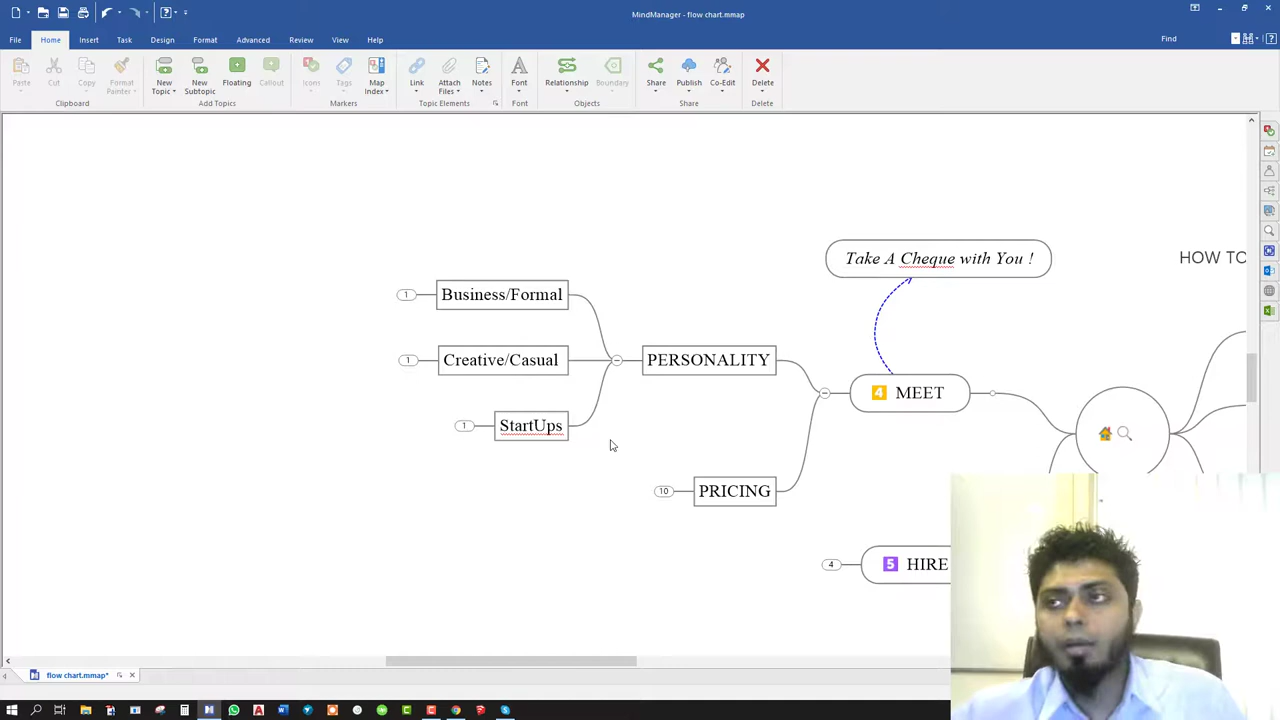 MindManager - flow chart.mmap
File Home Insert Task Design Format Advanced Review View Help Find
Paste Cut Copy Format Painter New Topic New Subtopic Floating Callout Icons Tags Map Index Link Attach Files Notes Font Relationship Boundary Share Publish Co-Edit Delete
Clipboard Add Topics Markers Topic Elements Font Objects Share Delete
Take A Cheque with You !
HOW TO
1 Business/Formal
1 Creative/Casual
PERSONALITY
4 MEET
1 StartUps
10 PRICING
4
5 HIRE
flow chart.mmap*